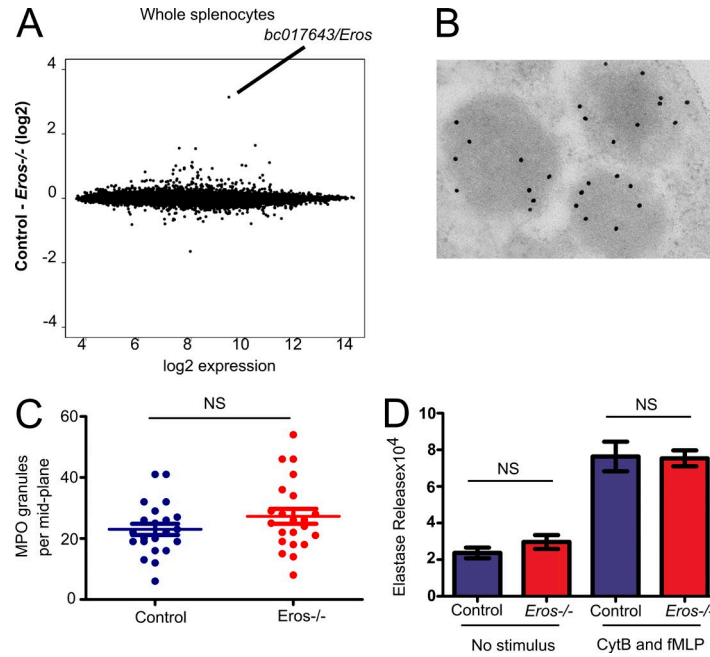 A
Whole splenocytes
bc017643/Eros
Control - Eros-/- (log2)
4
2
0
-2
-4
4 6 8 10 12 14
log2 expression
B
C
NS
MPO granules
per mid-plane
60
40
20
0
Control Eros-/-
D
NS
NS
Elastase Releasex10⁴
10
8
6
4
2
0
Control Eros-/- Control Eros-/-
No stimulus CytB and fMLP